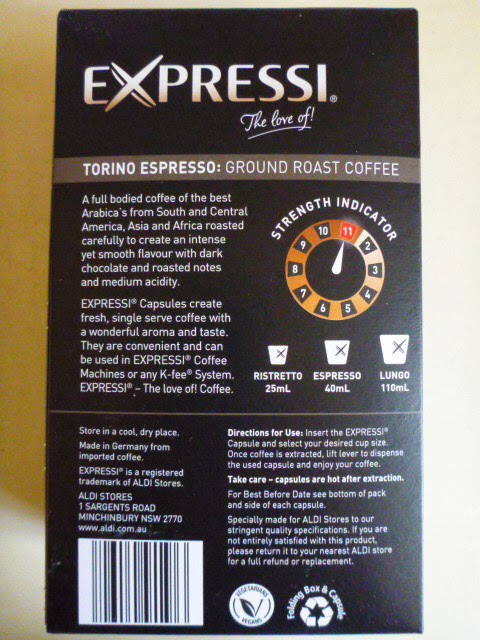 EXPRESSI®
The love of!
TORINO ESPRESSO: GROUND ROAST COFFEE
A full bodied coffee of the best
Arabica's from South and Central
America, Asia and Africa roasted
carefully to create an intense
yet smooth flavour with dark
chocolate and roasted notes
and medium acidity.
EXPRESSI® Capsules create
fresh, single serve coffee with
a wonderful aroma and taste.
They are convenient and can
be used in EXPRESSI® Coffee
Machines or any K-fee® System.
EXPRESSI® – The love of! Coffee.
STRENGTH INDICATOR
11
2
3
4
5
6
7
8
9
10
RISTRETTO
25mL
ESPRESSO
40mL
LUNGO
110mL
Store in a cool, dry place.
Made in Germany from
imported coffee.
EXPRESSI® is a registered
trademark of ALDI Stores.
ALDI STORES
1 SARGENTS ROAD
MINCHINBURY NSW 2770
www.aldi.com.au
Directions for Use: Insert the EXPRESSI®
Capsule and select your desired cup size.
Once coffee is extracted, lift lever to dispense
the used capsule and enjoy your coffee.
Take care – capsules are hot after extraction.
For Best Before Date see bottom of pack
and side of each capsule.
Specially made for ALDI Stores to our
stringent quality specifications. If you are
not entirely satisfied with this product,
please return it to your nearest ALDI store
for a full refund or replacement.
VEGETARIANS
VEGANS
Folding Box & Capsule